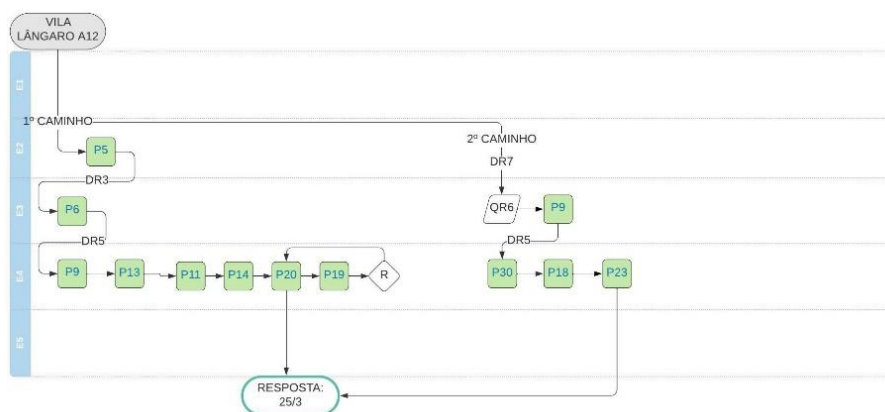 VILA
LÂNGARO A12
E1
1º CAMINHO
2º CAMINHO
E2
P5
DR7
DR3
E3
P6
QR6
P9
DR5
DR5
E4
P9
P13
P11
P14
P20
P19
R
P30
P18
P23
E5
RESPOSTA:
25/3